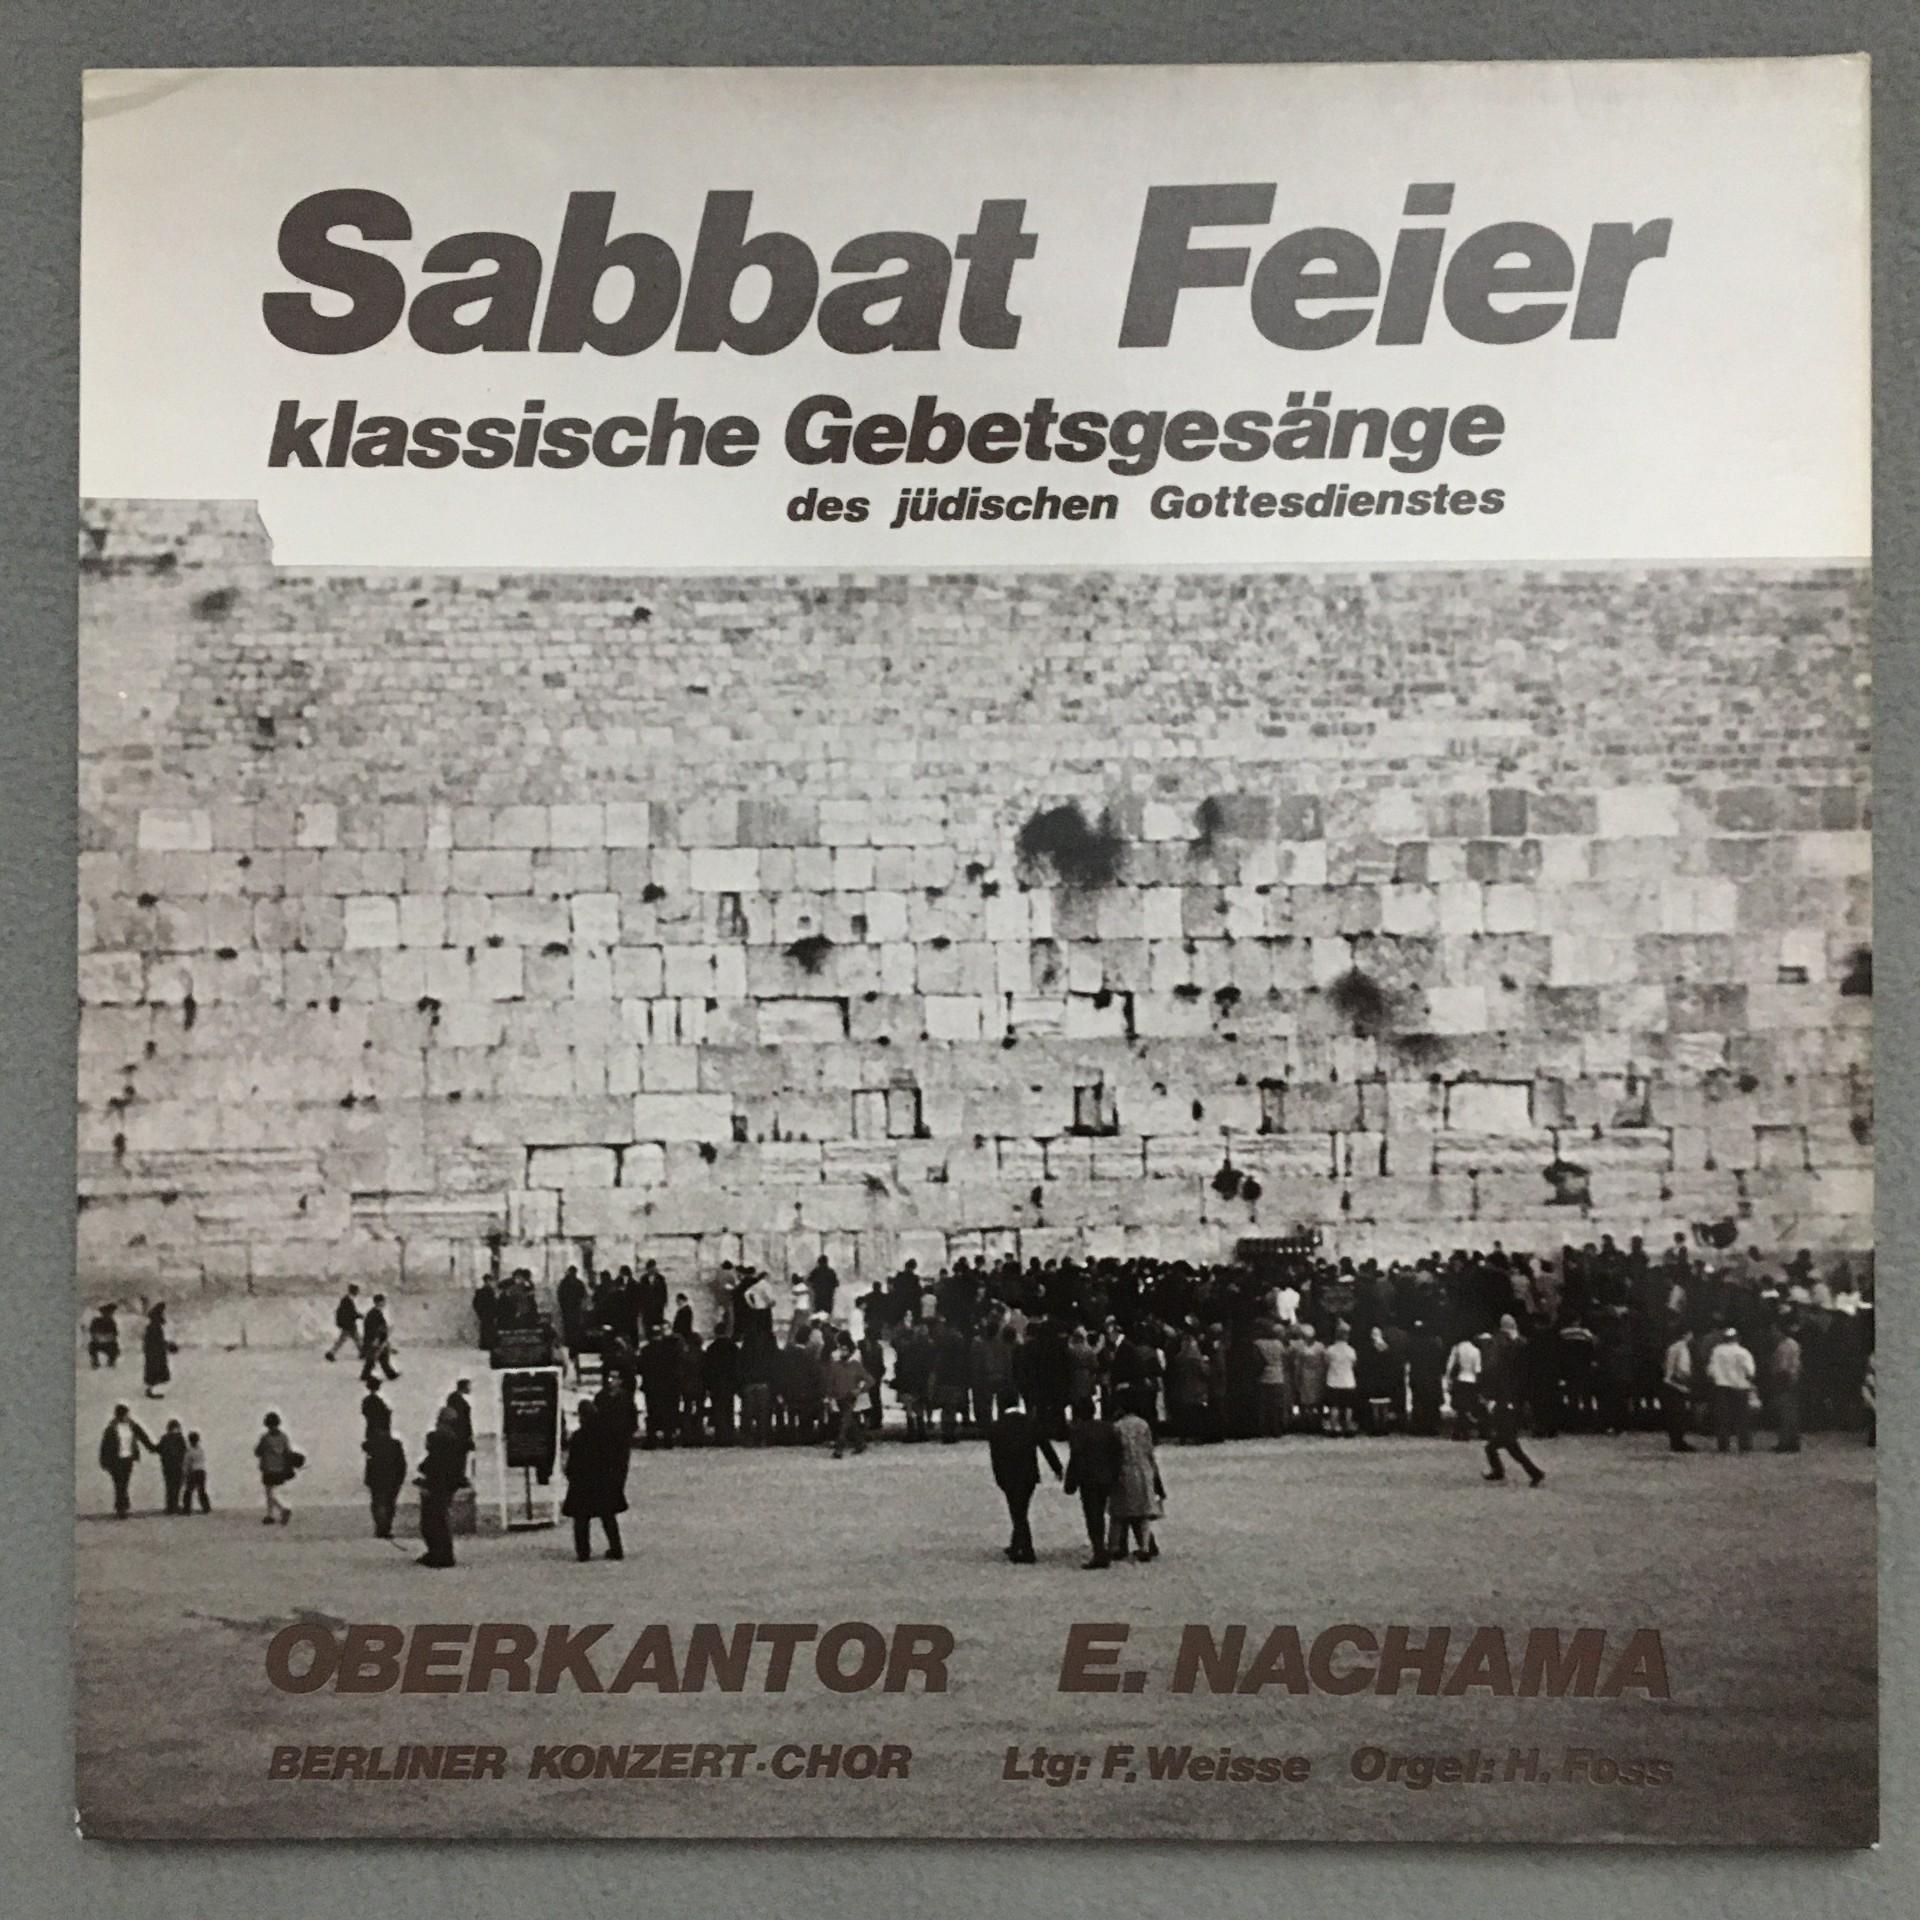 Sabbat Feier
klassische Gebetsgesänge
des jüdischen Gottesdienstes
OBERKANTOR E. NACHAMA
BERLINER KONZERT-CHOR Ltg: F. Weisse Orgel: H. Foss